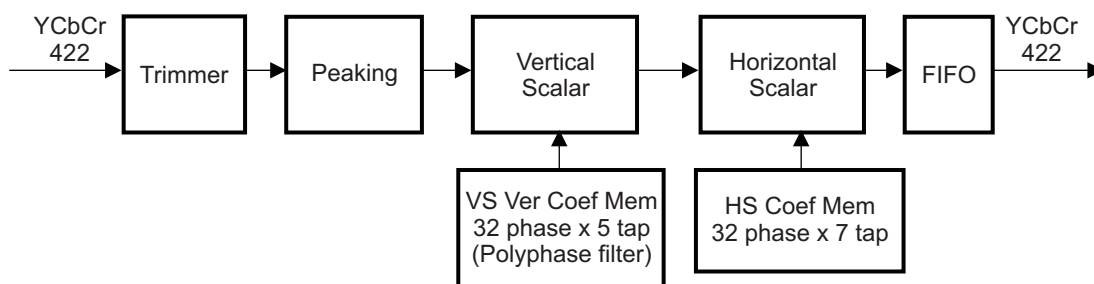 YCbCr
422
Trimmer
Peaking
Vertical
Scalar
Horizontal
Scalar
FIFO
YCbCr
422
VS Ver Coef Mem
32 phase x 5 tap
(Polyphase filter)
HS Coef Mem
32 phase x 7 tap